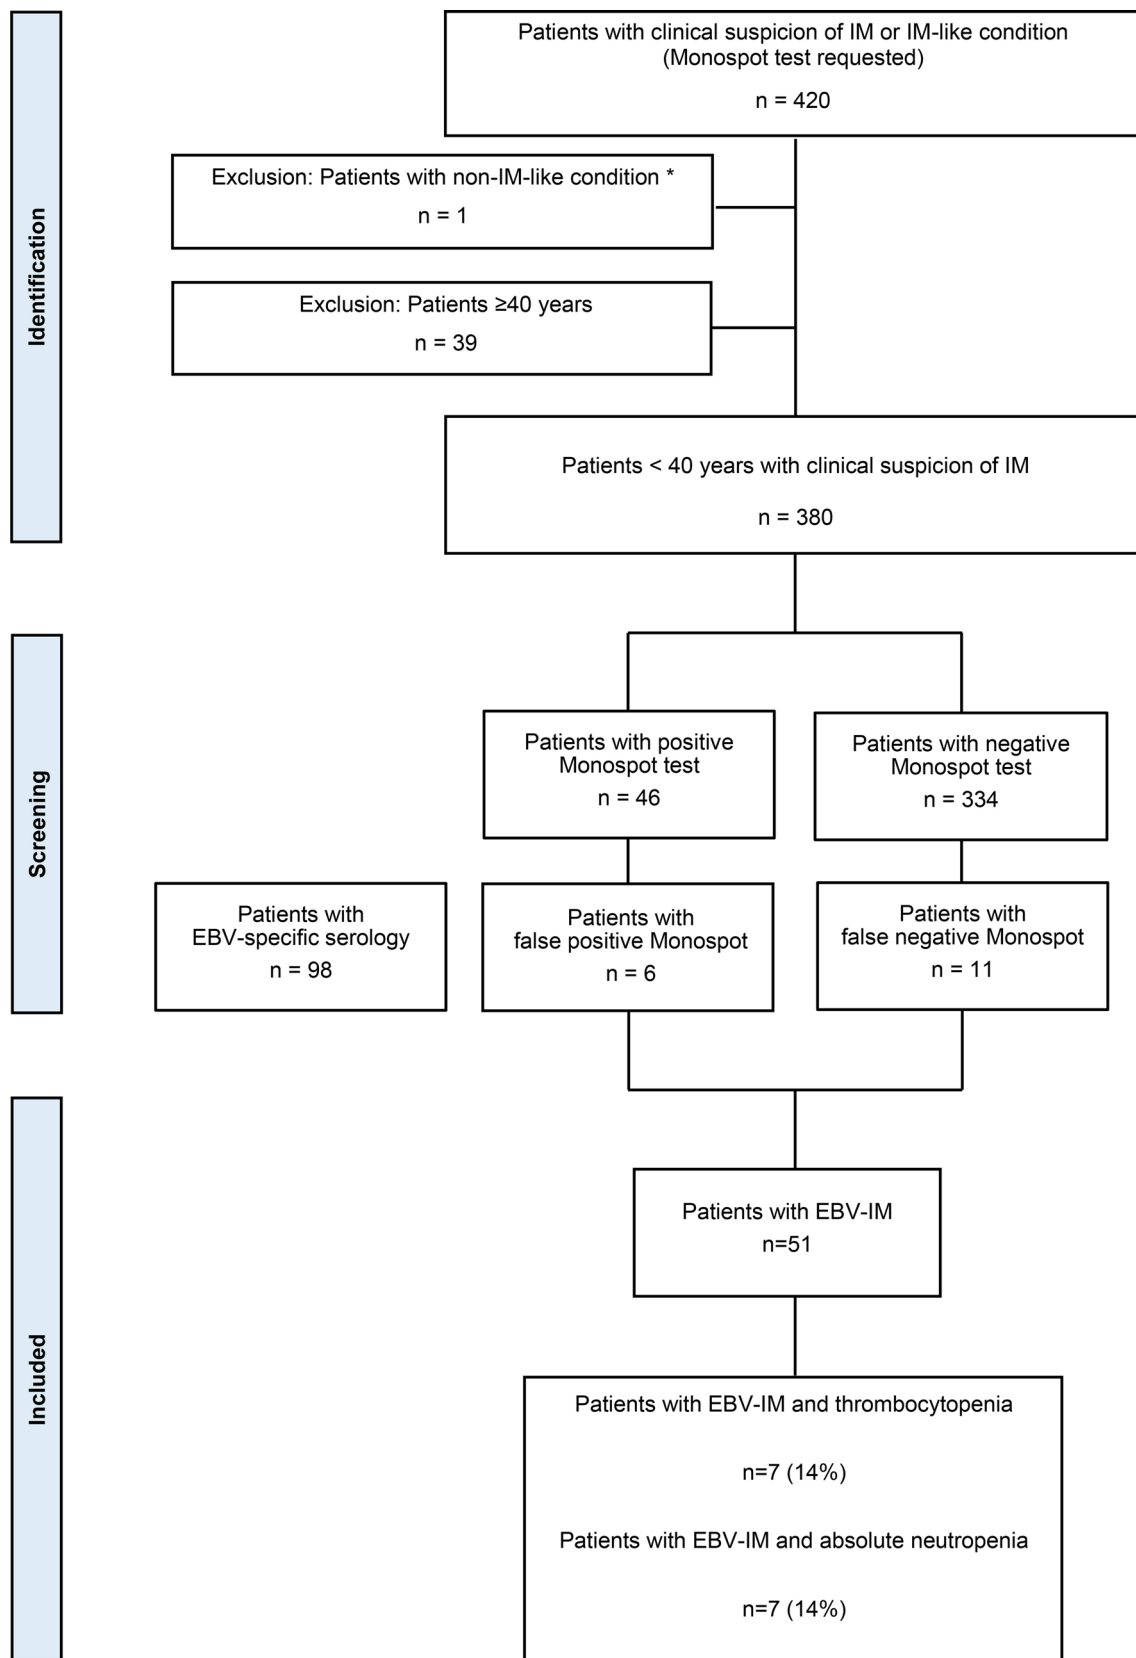 Identification
Patients with clinical suspicion of IM or IM-like condition
(Monospot test requested)
n = 420
Exclusion: Patients with non-IM-like condition *
n = 1
Exclusion: Patients ≥40 years
n = 39
Patients < 40 years with clinical suspicion of IM
n = 380
Screening
Patients with positive
Monospot test
n = 46
Patients with negative
Monospot test
n = 334
Patients with
EBV-specific serology
n = 98
Patients with
false positive Monospot
n = 6
Patients with
false negative Monospot
n = 11
Included
Patients with EBV-IM
n=51
Patients with EBV-IM and thrombocytopenia
n=7 (14%)
Patients with EBV-IM and absolute neutropenia
n=7 (14%)